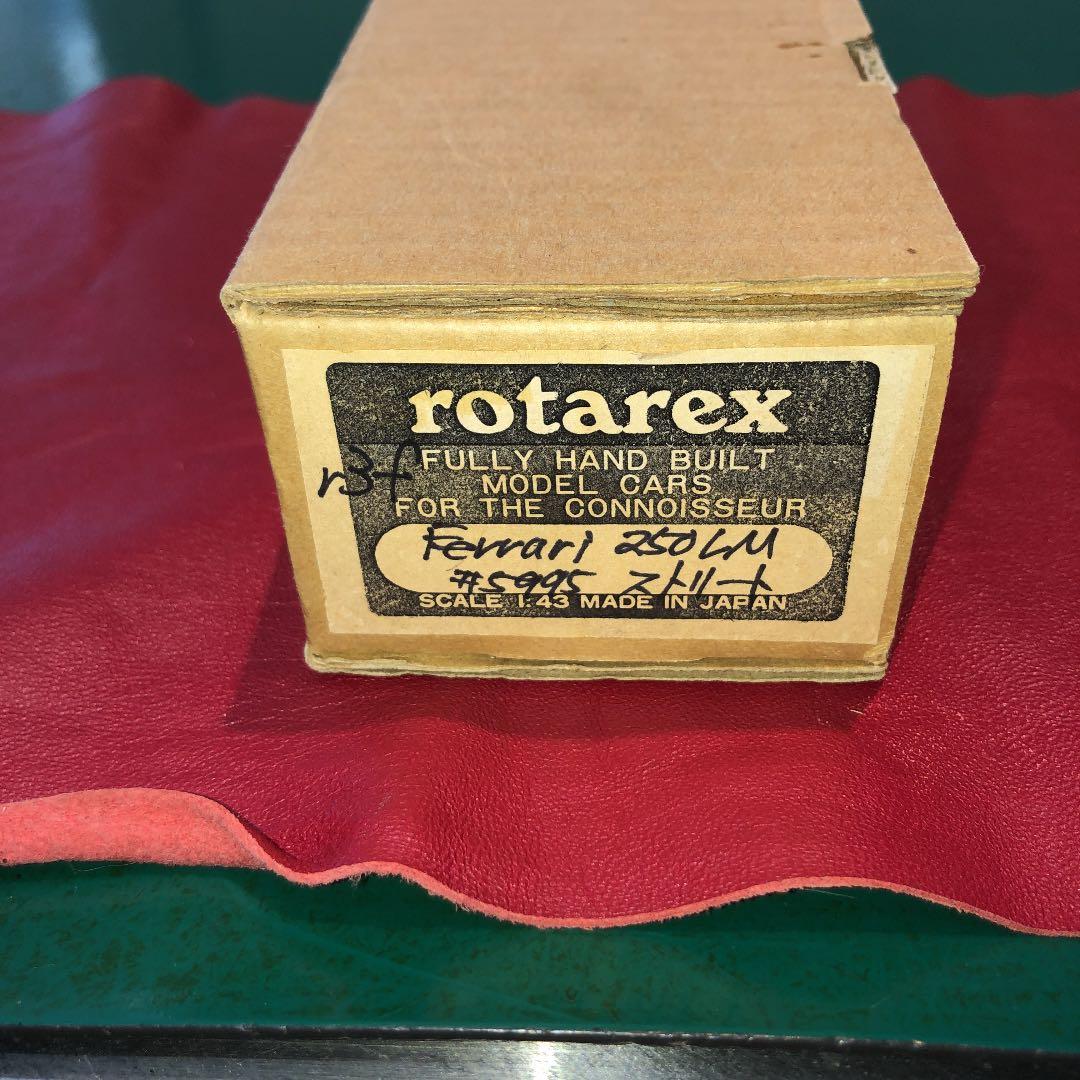 rotarex
FULLY HAND BUILT
MODEL CARS
FOR THE CONNOISSEUR
r3f
Ferrari 250LM
#5995 ストリート
SCALE 1:43 MADE IN JAPAN